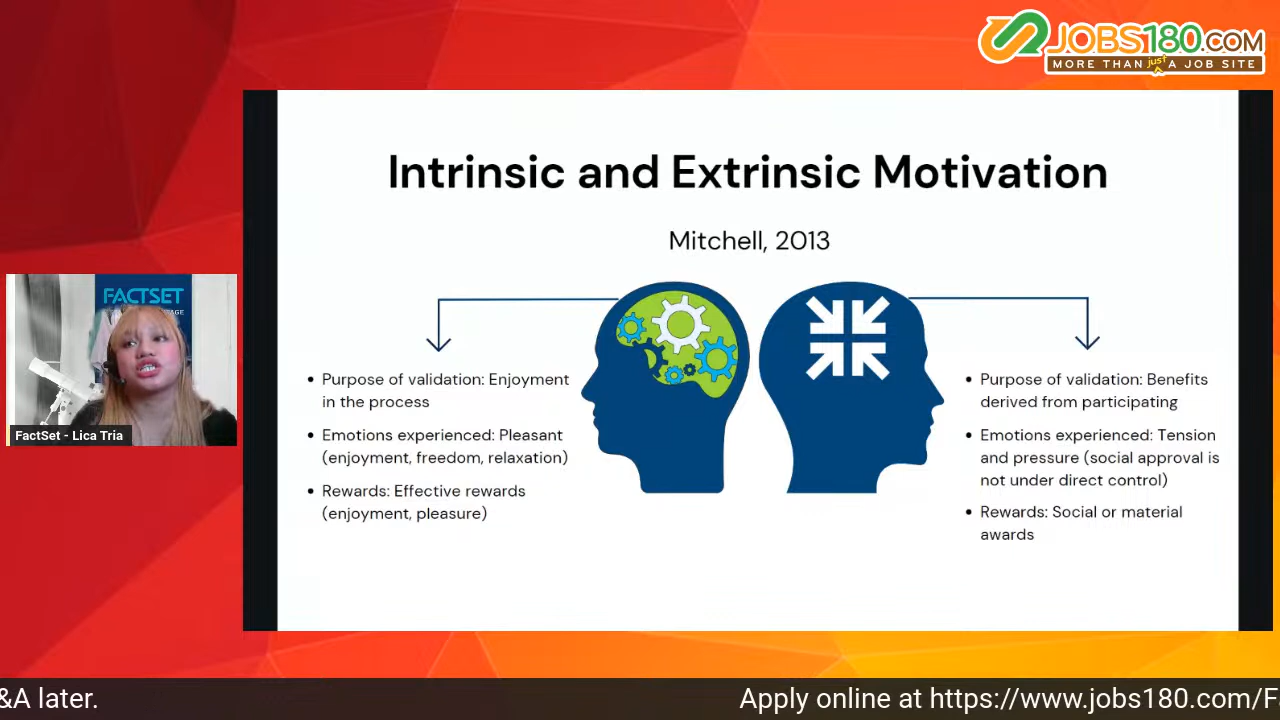 JOBS180.COM
MORE THAN just A JOB SITE
Intrinsic and Extrinsic Motivation
Mitchell, 2013
Purpose of validation: Enjoyment
in the process
Emotions experienced: Pleasant
(enjoyment, freedom, relaxation)
Rewards: Effective rewards
(enjoyment, pleasure)
Purpose of validation: Benefits
derived from participating
Emotions experienced: Tension
and pressure (social approval is
not under direct control)
Rewards: Social or material
awards
FACTSET
FactSet - Lica Tria
&A later.
Apply online at https://www.jobs180.com/F